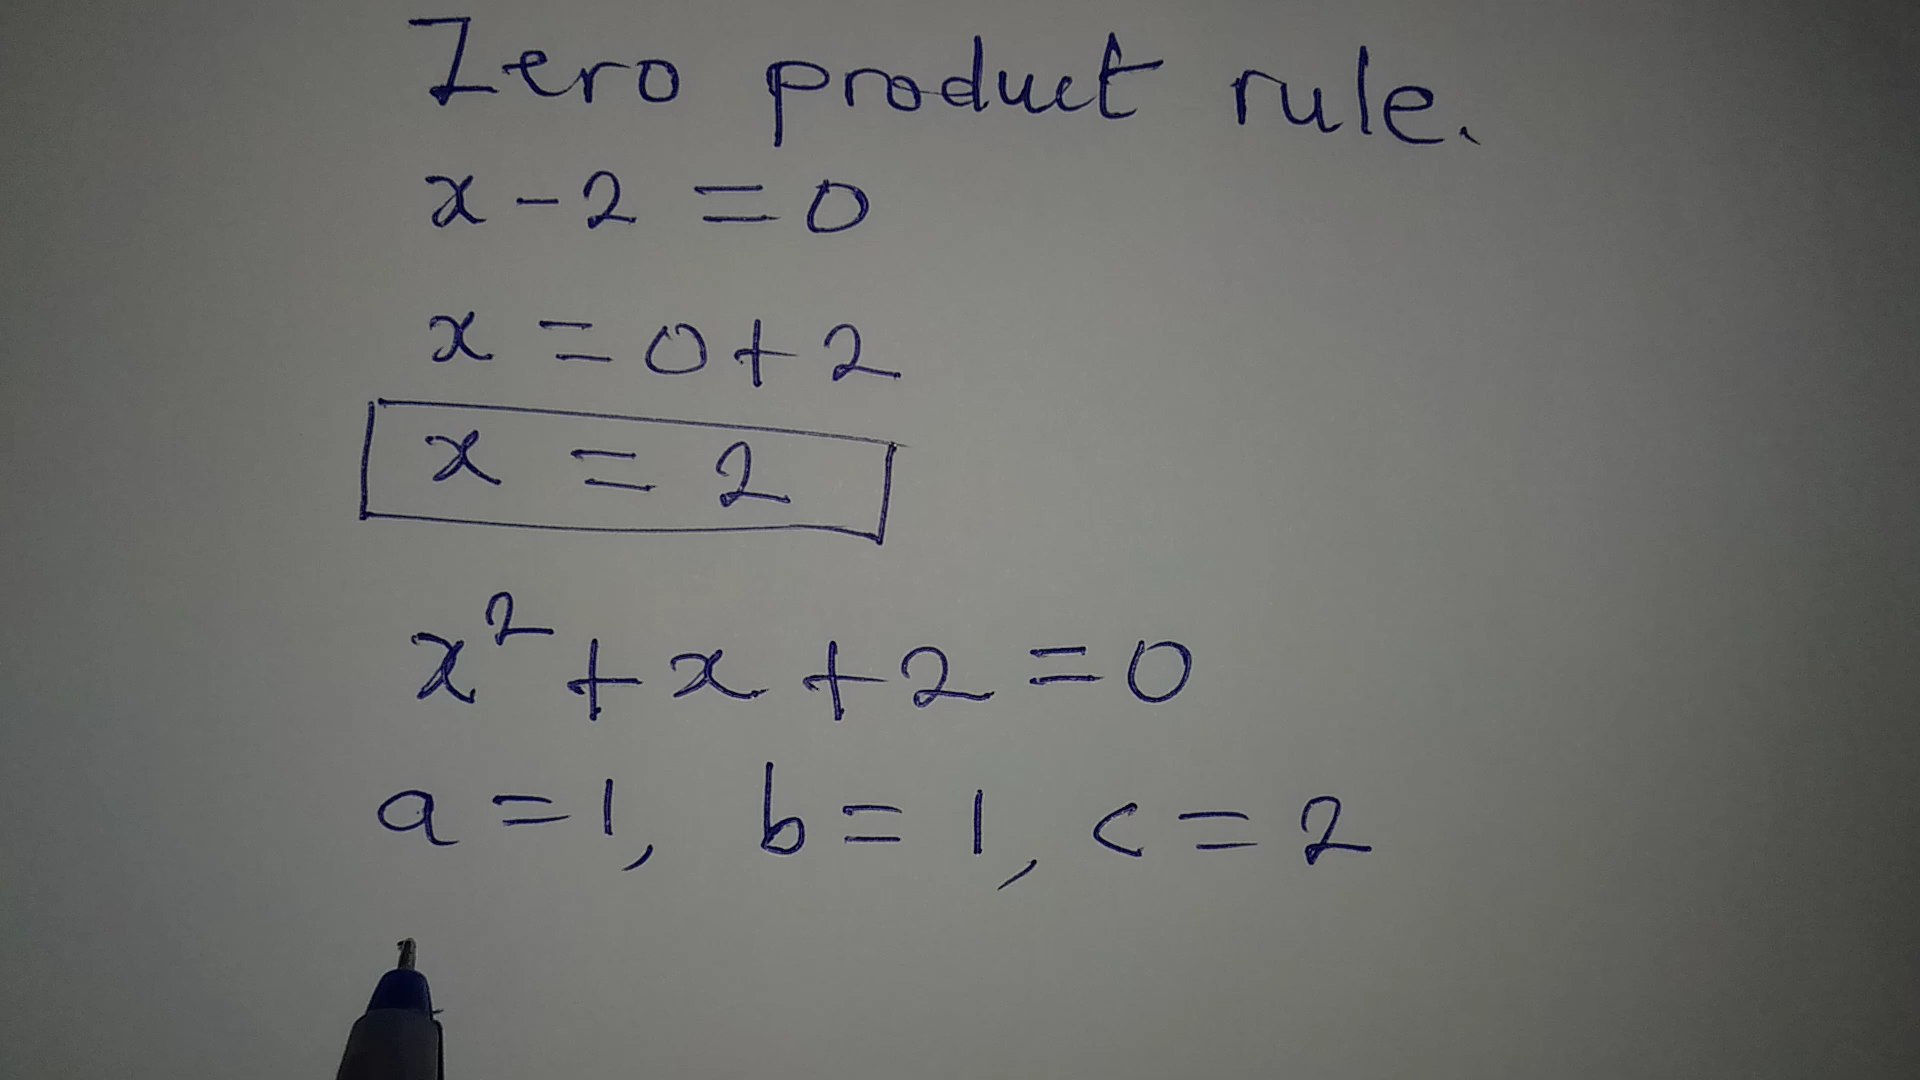 Zero product rule.
x - 2 = 0
x = 0 + 2
x = 2
x² + x + 2 = 0
a = 1, b = 1, c = 2